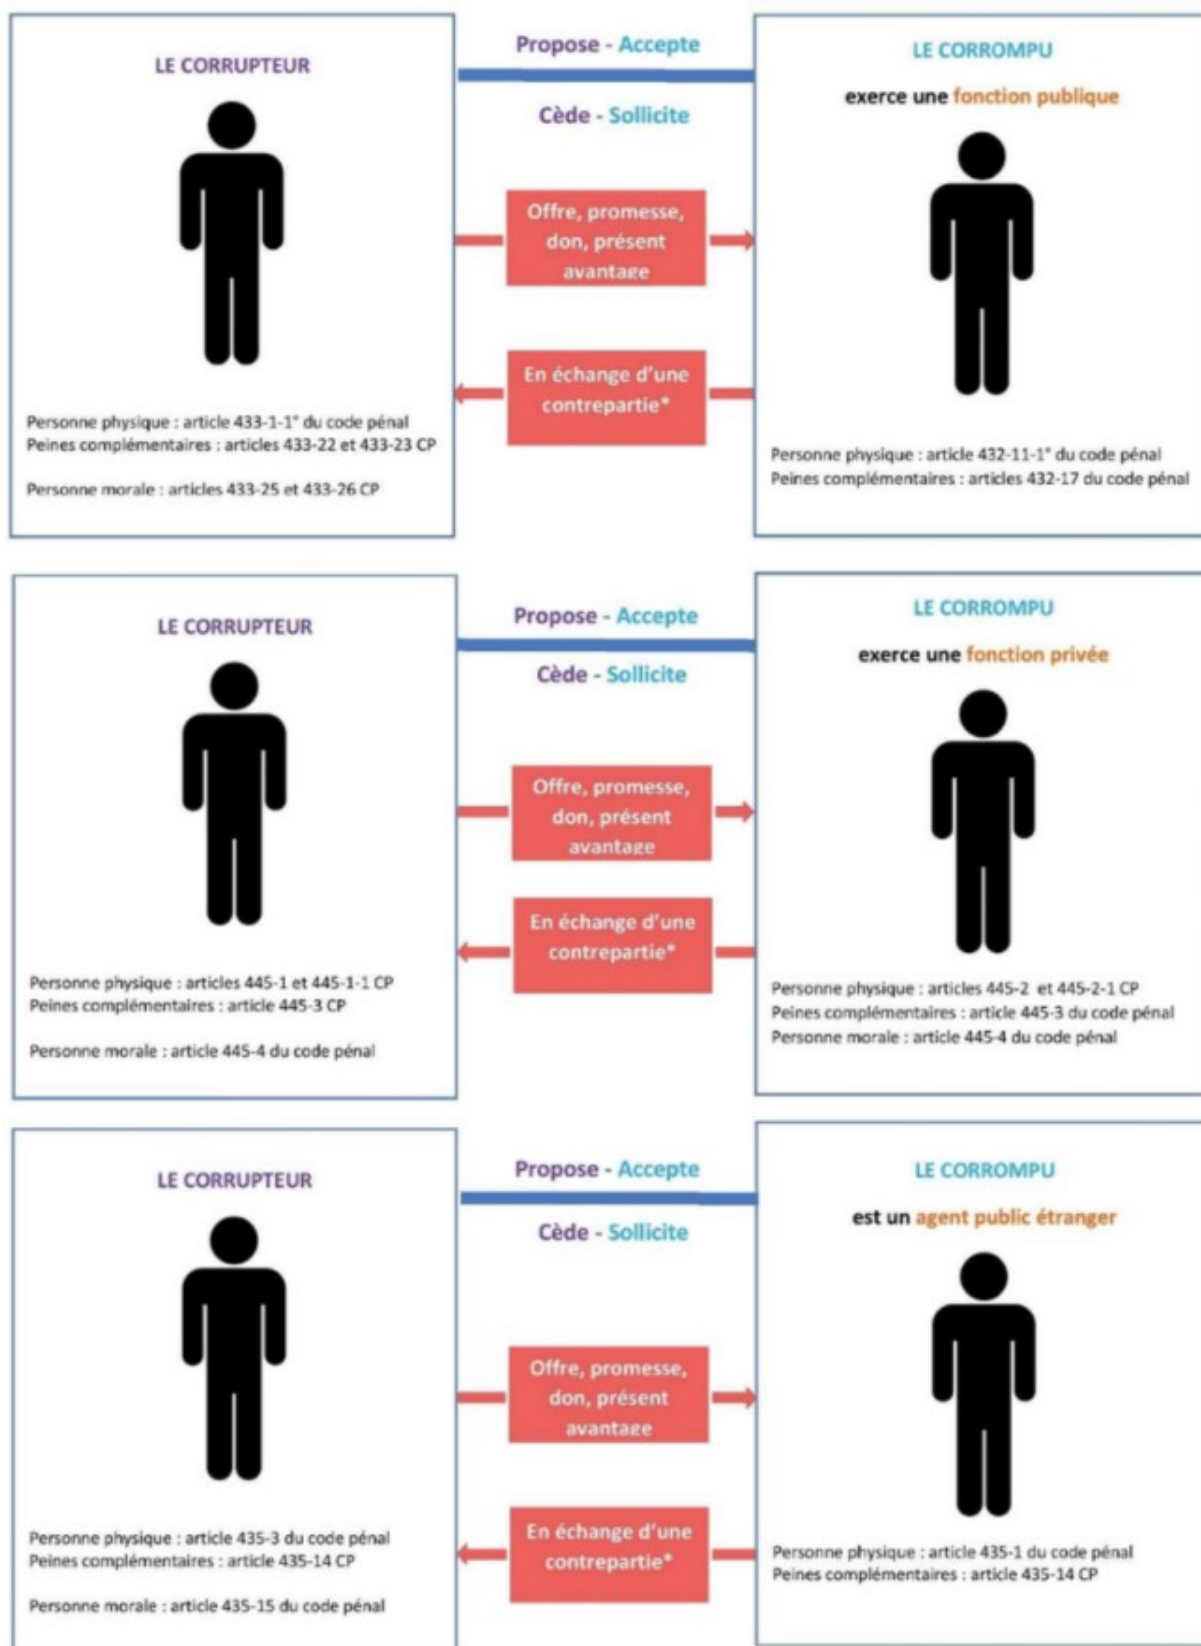 LE CORRUPTEUR
Personne physique : article 433-1-1° du code pénal
Peines complémentaires : articles 433-22 et 433-23 CP
Personne morale : articles 433-25 et 433-26 CP
Propose - Accepte
Cède - Sollicite
Offre, promesse,
don, présent
avantage
En échange d'une
contrepartie*
LE CORROMPU
exerce une fonction publique
Personne physique : article 432-11-1° du code pénal
Peines complémentaires : articles 432-17 du code pénal
LE CORRUPTEUR
Personne physique : articles 445-1 et 445-1-1 CP
Peines complémentaires : article 445-3 CP
Personne morale : article 445-4 du code pénal
Propose - Accepte
Cède - Sollicite
Offre, promesse,
don, présent
avantage
En échange d'une
contrepartie*
LE CORROMPU
exerce une fonction privée
Personne physique : articles 445-2 et 445-2-1 CP
Peines complémentaires : article 445-3 du code pénal
Personne morale : article 445-4 du code pénal
LE CORRUPTEUR
Personne physique : article 435-3 du code pénal
Peines complémentaires : article 435-14 CP
Personne morale : article 435-15 du code pénal
Propose - Accepte
Cède - Sollicite
Offre, promesse,
don, présent
avantage
En échange d'une
contrepartie*
LE CORROMPU
est un agent public étranger
Personne physique : article 435-1 du code pénal
Peines complémentaires : article 435-14 CP